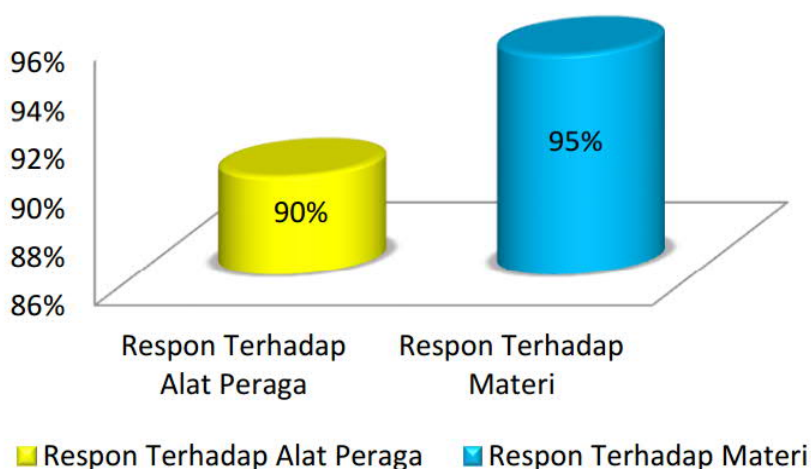 96%
94%
92%
90%
88%
86%
90%
95%
Respon Terhadap
Alat Peraga
Respon Terhadap
Materi
Respon Terhadap Alat Peraga
Respon Terhadap Materi